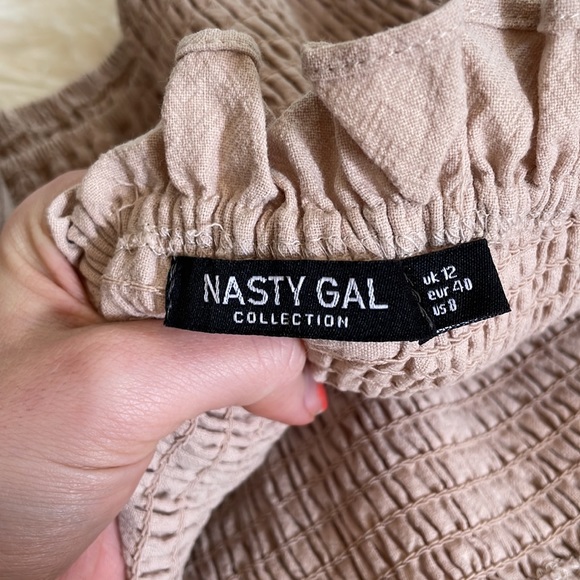 NASTY GAL
COLLECTION
uk 12
eur 40
us 8